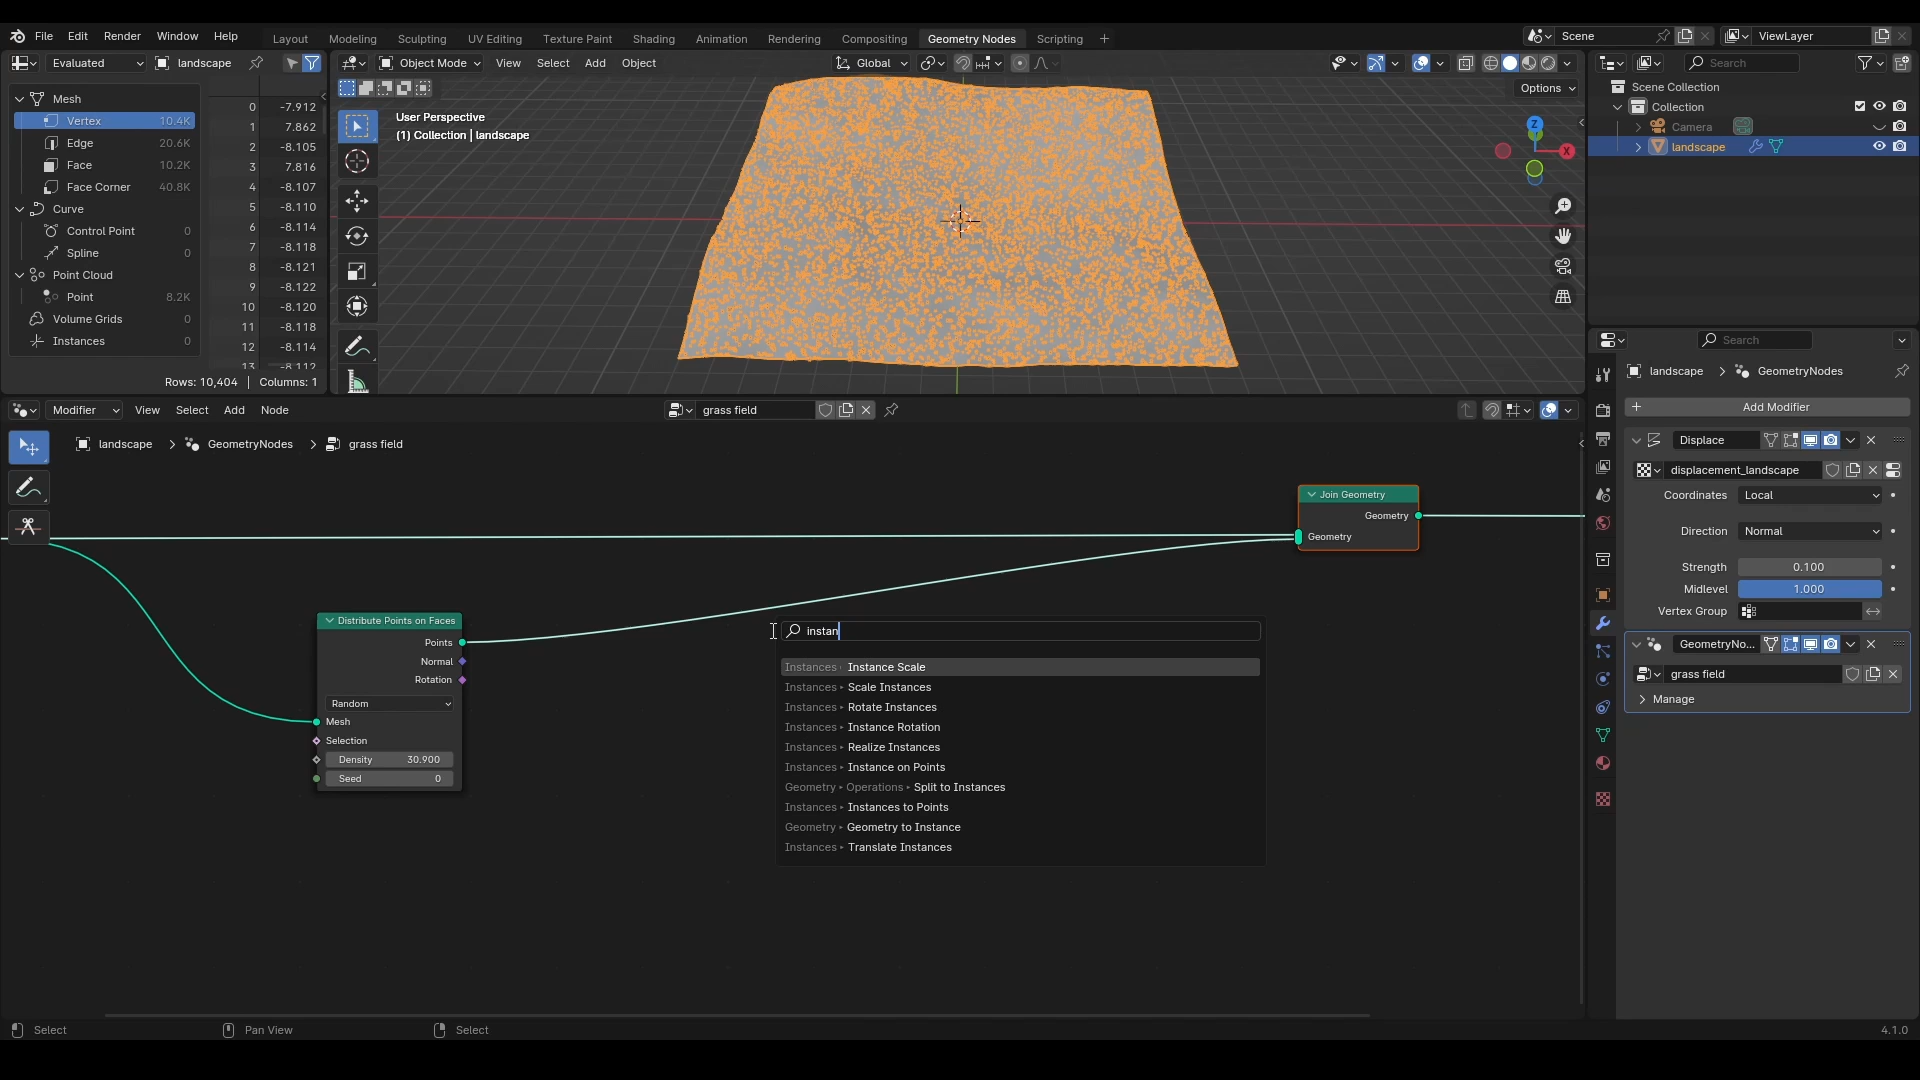 File Edit Render Window Help
Layout Modeling Sculpting UV Editing Texture Paint Shading Animation Rendering Compositing Geometry Nodes Scripting +
Scene ViewLayer
Evaluated landscape
Mesh
Vertex 10.4K
Edge 20.6K
Face 10.2K
Face Corner 40.8K
Curve
Control Point 0
Spline 0
Point Cloud
Point 8.2K
Volume Grids 0
Instances 0
0 -7.912
1 7.862
2 -8.105
3 7.816
4 -8.107
5 -8.110
6 -8.114
7 -8.118
8 -8.121
9 -8.122
10 -8.120
11 -8.118
12 -8.114
13 -8.112
Rows: 10,404 | Columns: 1
Object Mode View Select Add Object Global
Options
User Perspective
(1) Collection | landscape
Z
X
Search
Scene Collection
Collection
Camera
landscape
Modifier View Select Add Node grass field
landscape > GeometryNodes > grass field
Join Geometry
Geometry
Geometry
Distribute Points on Faces
Points
Normal
Rotation
Random
Mesh
Selection
Density 30.900
Seed 0
instan
Instances Instance Scale
Instances Scale Instances
Instances Rotate Instances
Instances Instance Rotation
Instances Realize Instances
Instances Instance on Points
Geometry Operations Split to Instances
Instances Instances to Points
Geometry Geometry to Instance
Instances Translate Instances
Search
landscape > GeometryNodes
+ Add Modifier
Displace
displacement_landscape
Coordinates Local
Direction Normal
Strength 0.100
Midlevel 1.000
Vertex Group
GeometryNo...
grass field
Manage
Select Pan View Select 4.1.0